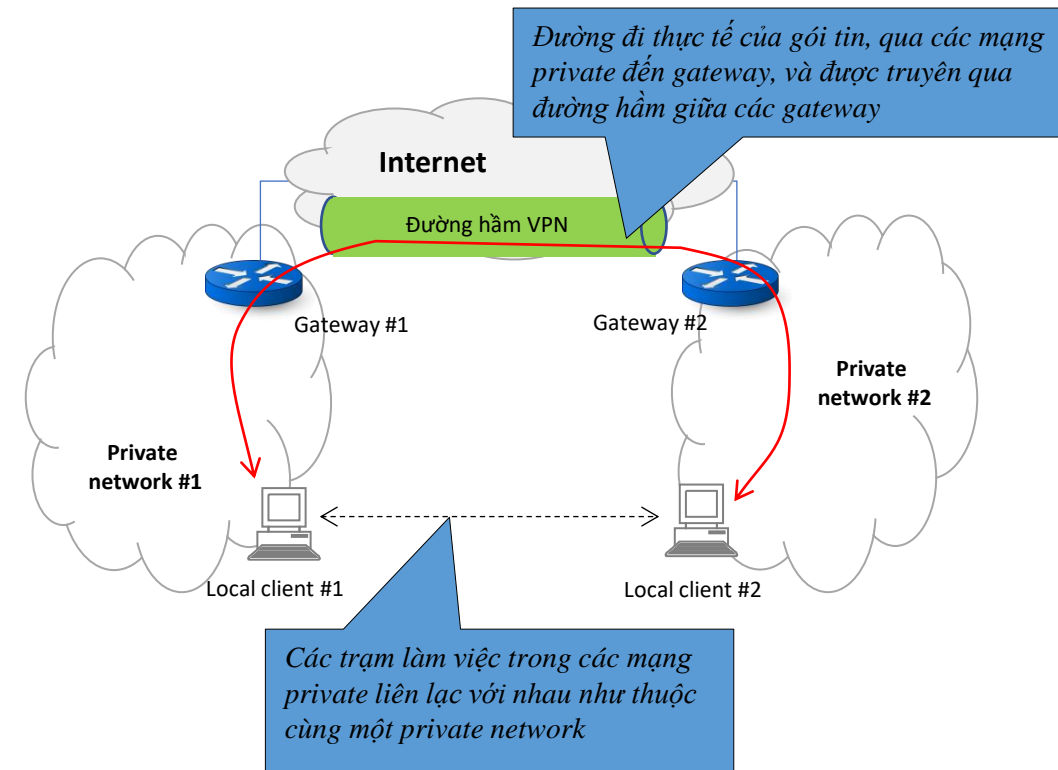 Đường đi thực tế của gói tin, qua các mạng
private đến gateway, và được truyên qua
đường hầm giữa các gateway
Internet
Đường hầm VPN
Gateway #1
Gateway #2
Private
network #2
Private
network #1
Local client #1
Local client #2
Các trạm làm việc trong các mạng
private liên lạc với nhau như thuộc
cùng một private network